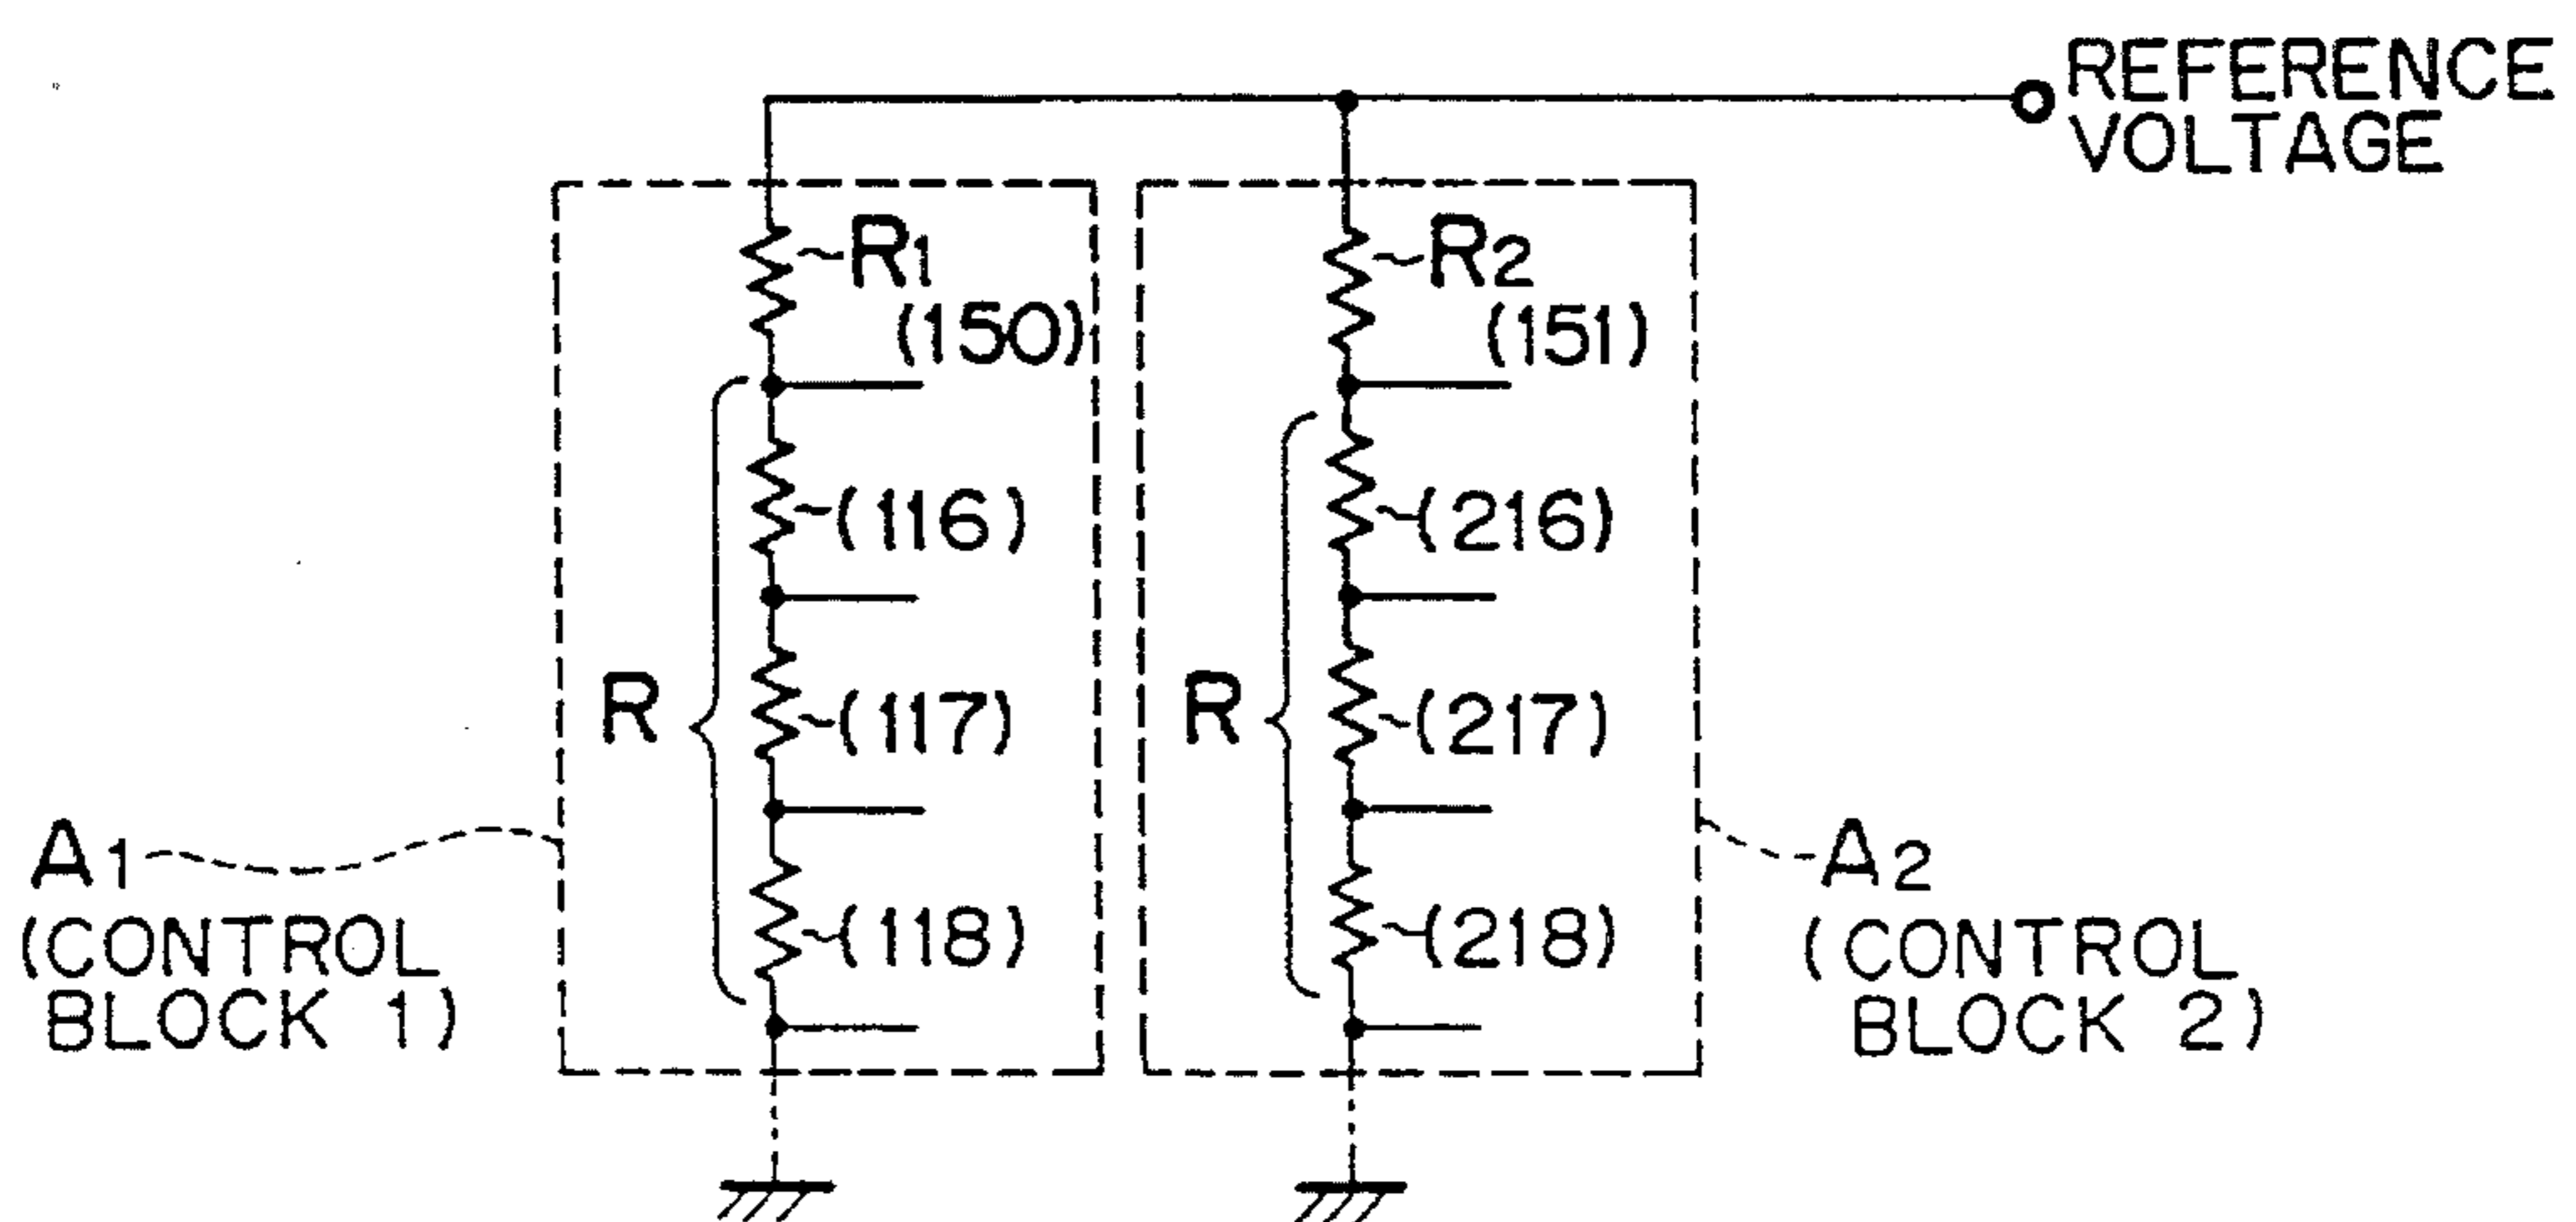 REFERENCE
VOLTAGE
R1
(150)
R2
(151)
(116)
(216)
R
(117)
R
(217)
(118)
(218)
A1
(CONTROL
BLOCK 1)
A2
(CONTROL
BLOCK 2)